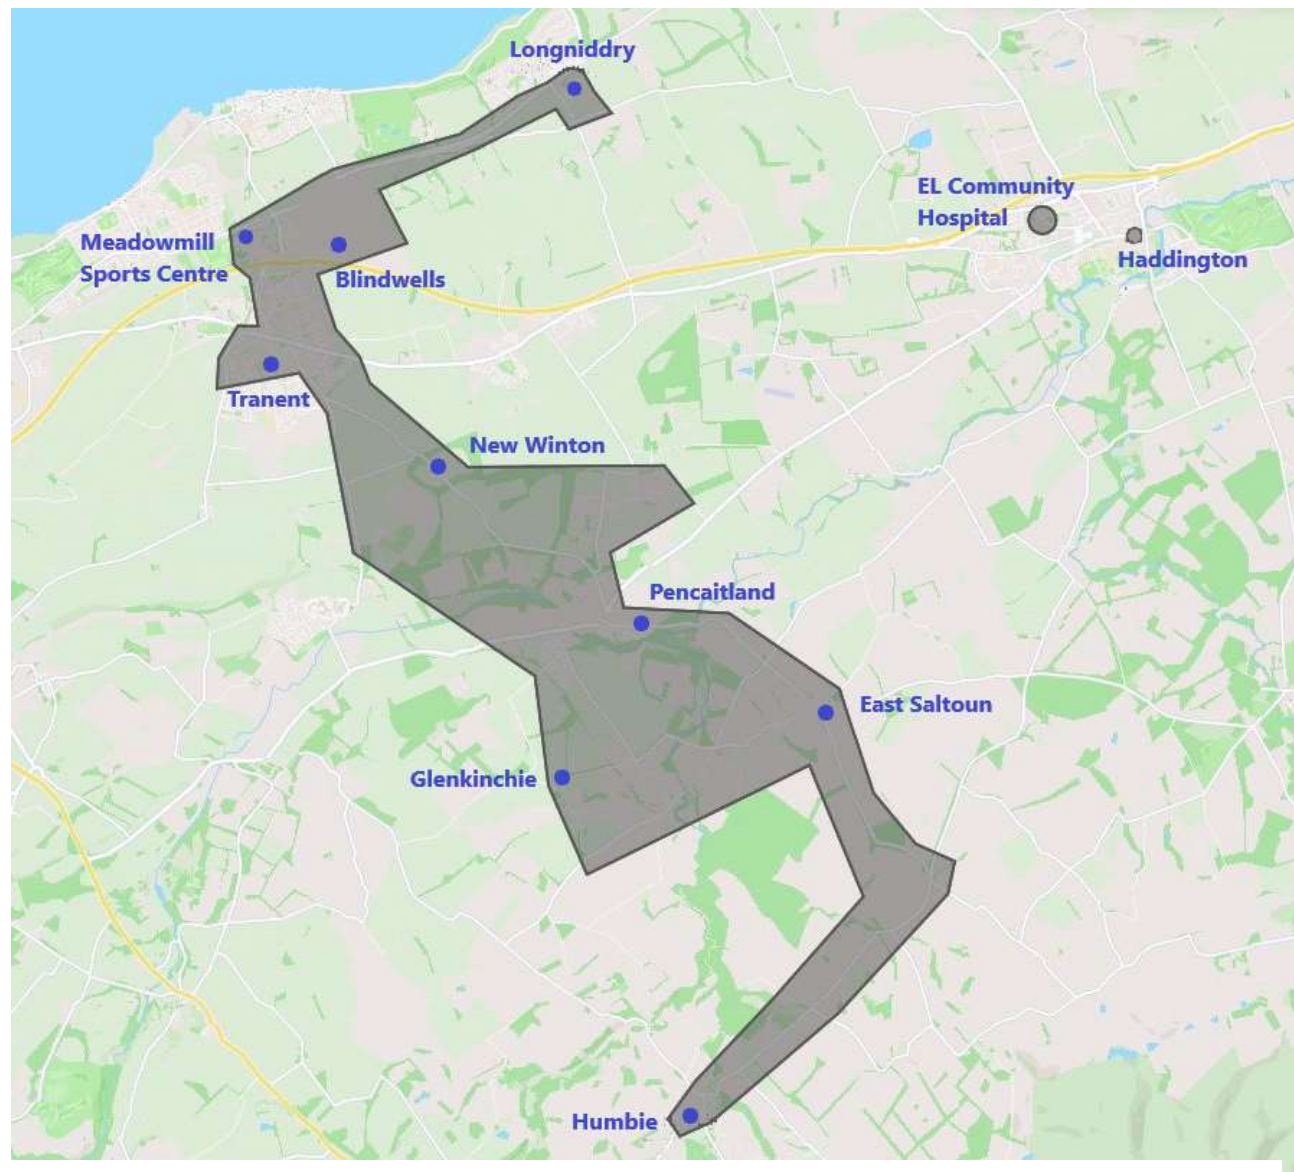 Longniddry
EL Community
Hospital
Meadowmill
Sports Centre
Blindwells
Haddington
Tranent
New Winton
Pencaitland
East Saltoun
Glenkinchie
Humbie